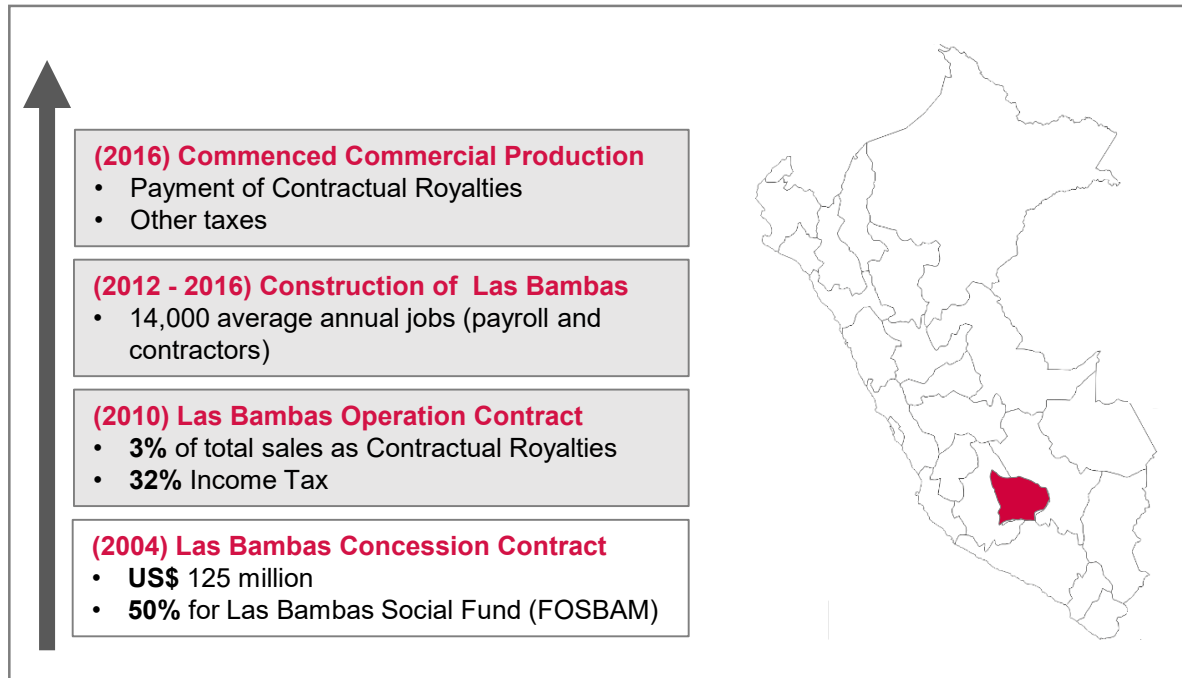 (2016) Commenced Commercial Production
• Payment of Contractual Royalties
• Other taxes
(2012 - 2016) Construction of Las Bambas
• 14,000 average annual jobs (payroll and
contractors)
(2010) Las Bambas Operation Contract
• 3% of total sales as Contractual Royalties
• 32% Income Tax
(2004) Las Bambas Concession Contract
• US$ 125 million
• 50% for Las Bambas Social Fund (FOSBAM)